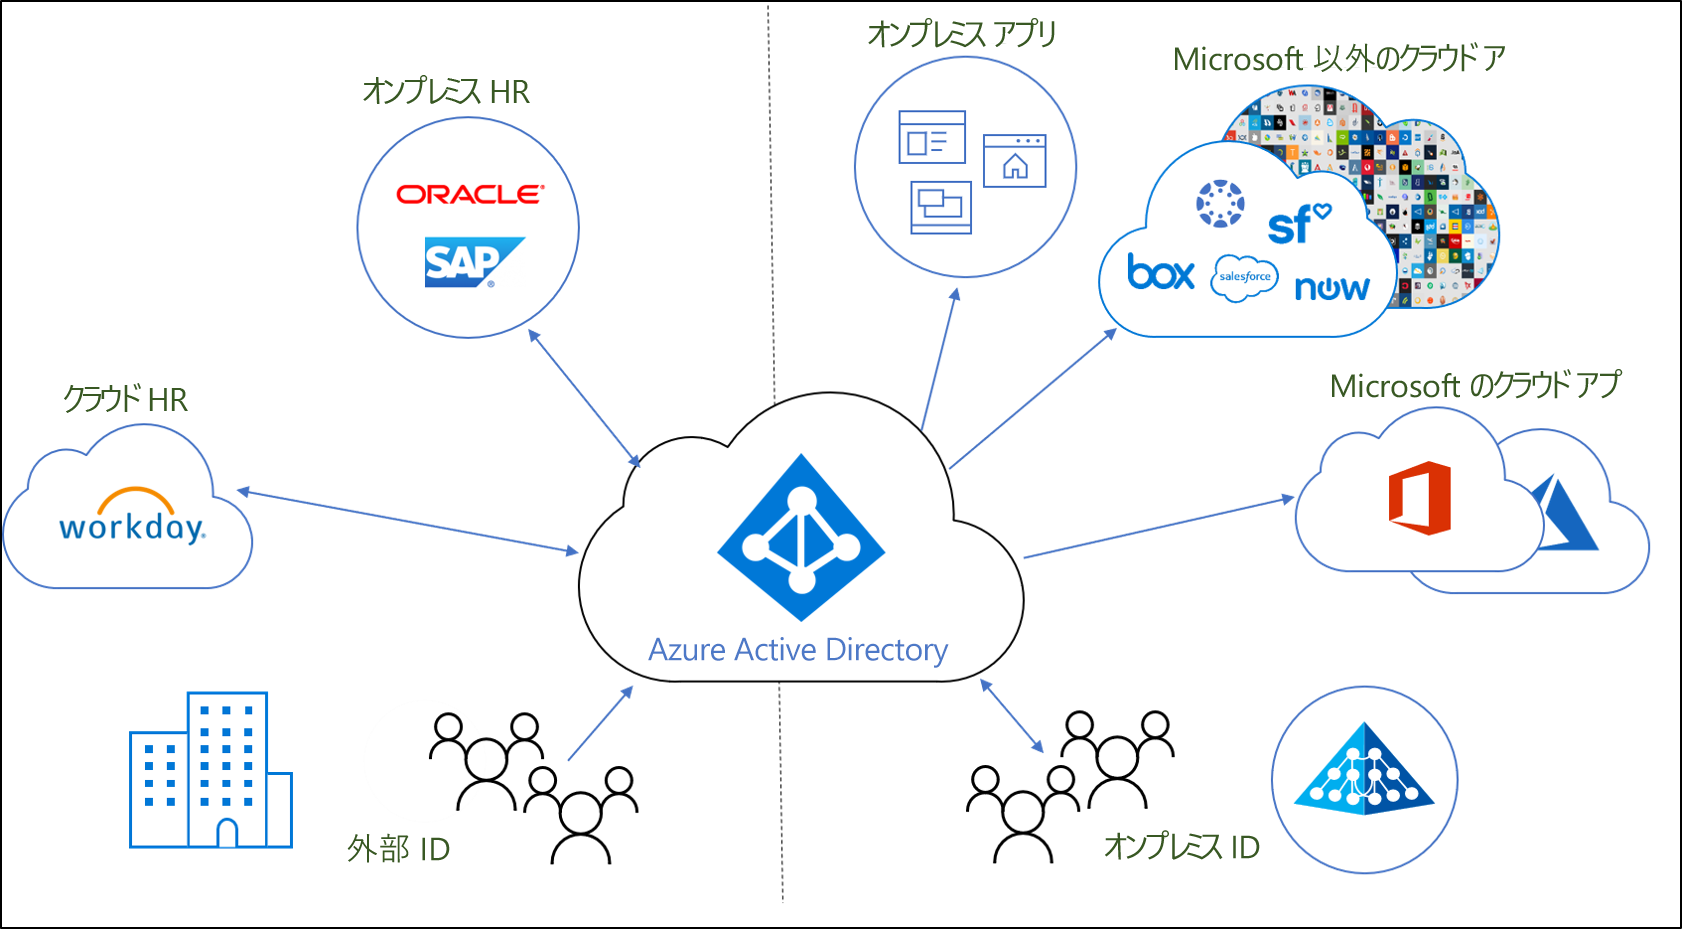 オンプレミス アプリ
Microsoft 以外のクラウド ア
オンプレミス HR
ORACLE®
SAP®
sf
box
salesforce
now
クラウド HR
workday®
Microsoft のクラウド アプ
Azure Active Directory
外部 ID
オンプレミス ID